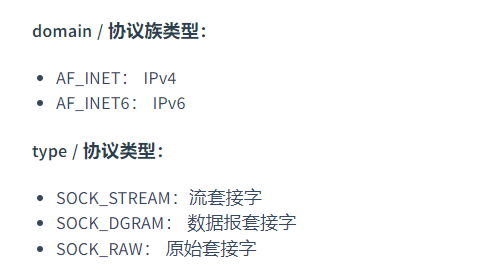 domain / 协议族类型：
AF_INET： IPv4
AF_INET6： IPv6
type / 协议类型：
SOCK_STREAM：流套接字
SOCK_DGRAM： 数据报套接字
SOCK_RAW： 原始套接字